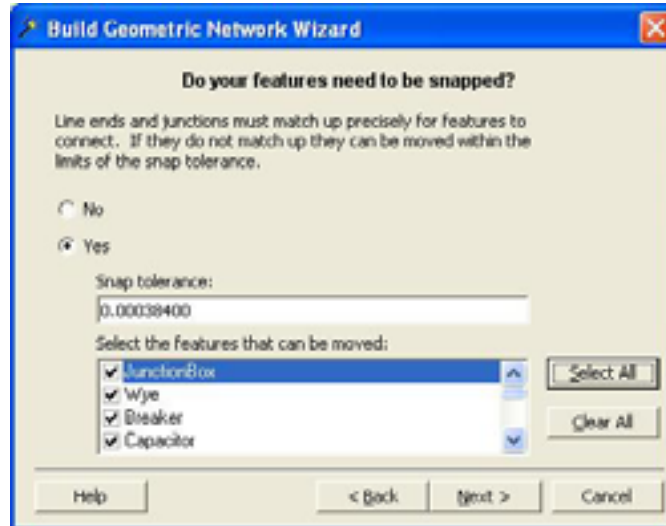 Build Geometric Network Wizard
Do your features need to be snapped?
Line ends and junctions must match up precisely for features to
connect. If they do not match up they can be moved within the
limits of the snap tolerance.
No
Yes
Snap tolerance:
0.00038400
Select the features that can be moved:
JunctionBox
Wye
Breaker
Capacitor
Select All
Clear All
Help
< Back
Next >
Cancel